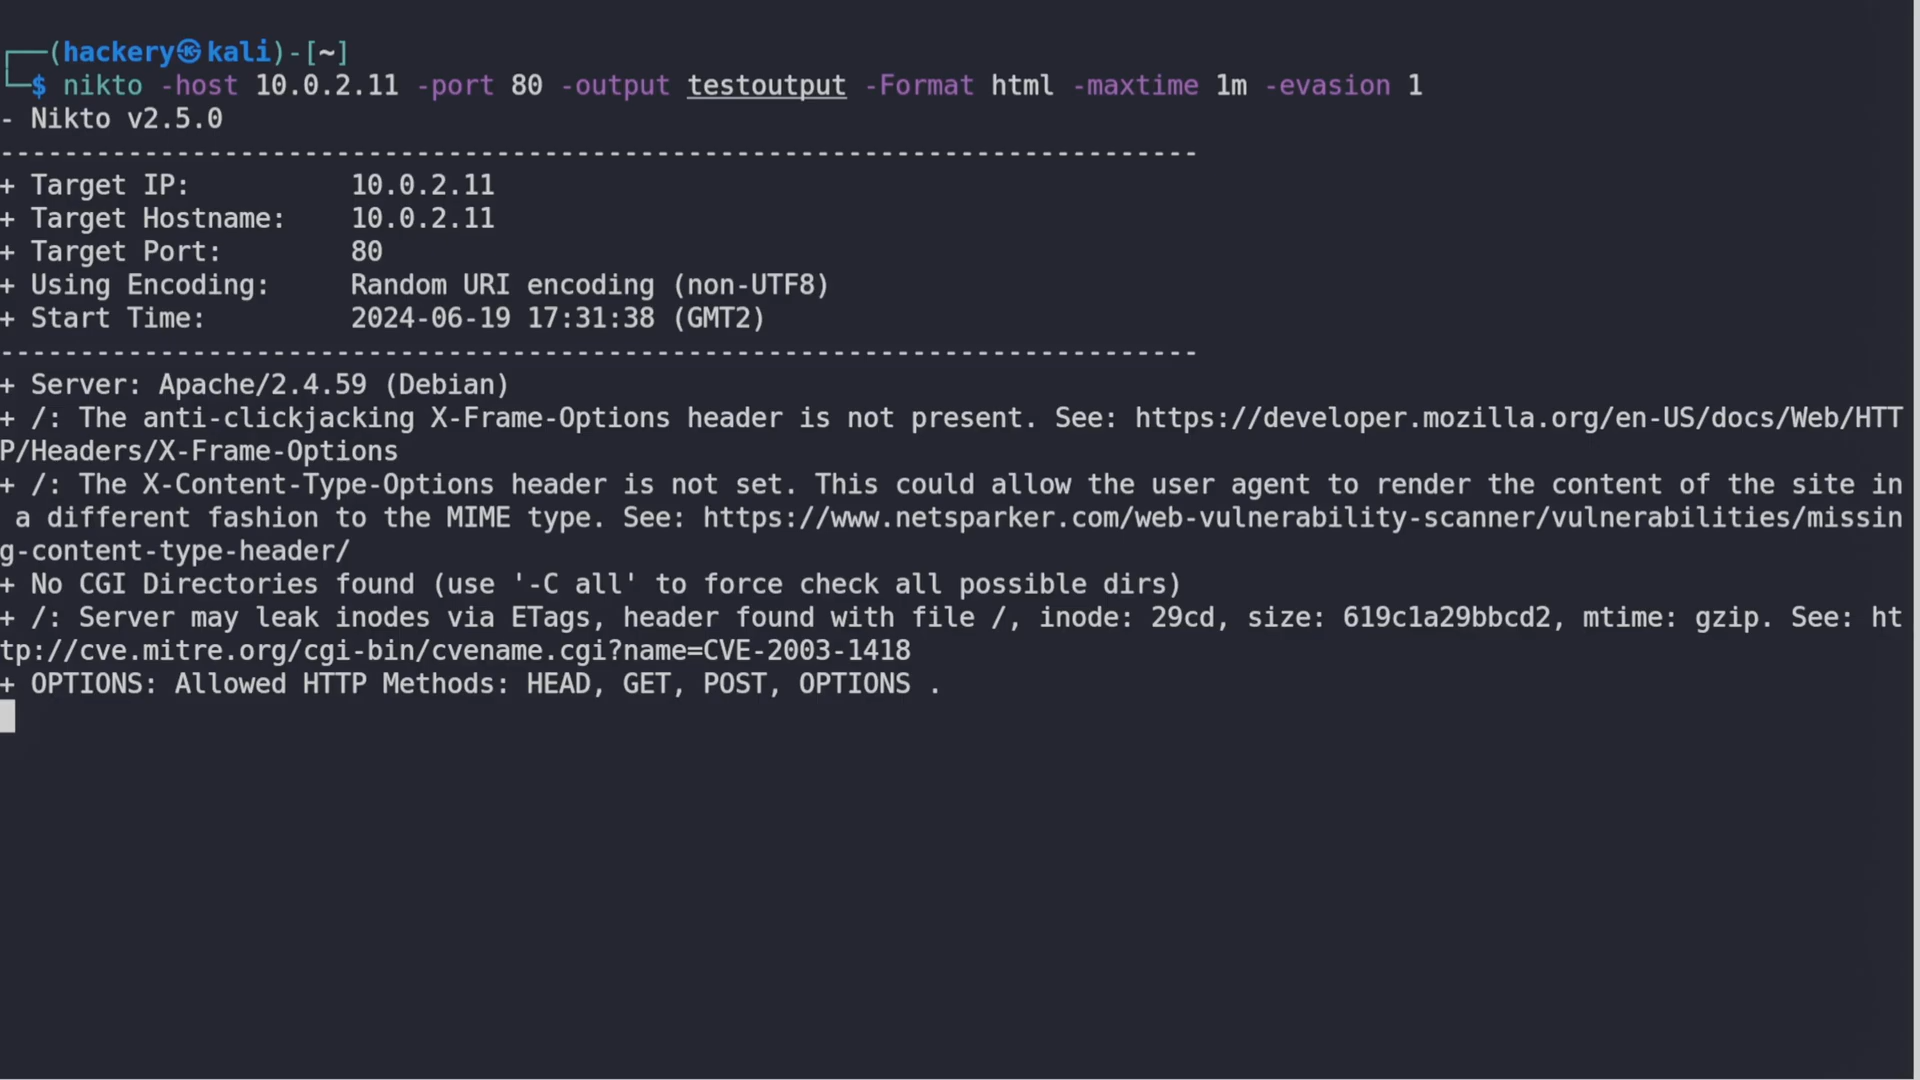 ┌──(hackery㉿kali)-[~]
└─$ nikto -host 10.0.2.11 -port 80 -output testoutput -Format html -maxtime 1m -evasion 1
- Nikto v2.5.0
---------------------------------------------------------------------------
+ Target IP:          10.0.2.11
+ Target Hostname:    10.0.2.11
+ Target Port:        80
+ Using Encoding:     Random URI encoding (non-UTF8)
+ Start Time:         2024-06-19 17:31:38 (GMT2)
---------------------------------------------------------------------------
+ Server: Apache/2.4.59 (Debian)
+ /: The anti-clickjacking X-Frame-Options header is not present. See: https://developer.mozilla.org/en-US/docs/Web/HTT
P/Headers/X-Frame-Options
+ /: The X-Content-Type-Options header is not set. This could allow the user agent to render the content of the site in
 a different fashion to the MIME type. See: https://www.netsparker.com/web-vulnerability-scanner/vulnerabilities/missin
g-content-type-header/
+ No CGI Directories found (use '-C all' to force check all possible dirs)
+ /: Server may leak inodes via ETags, header found with file /, inode: 29cd, size: 619c1a29bbcd2, mtime: gzip. See: ht
tp://cve.mitre.org/cgi-bin/cvename.cgi?name=CVE-2003-1418
+ OPTIONS: Allowed HTTP Methods: HEAD, GET, POST, OPTIONS .